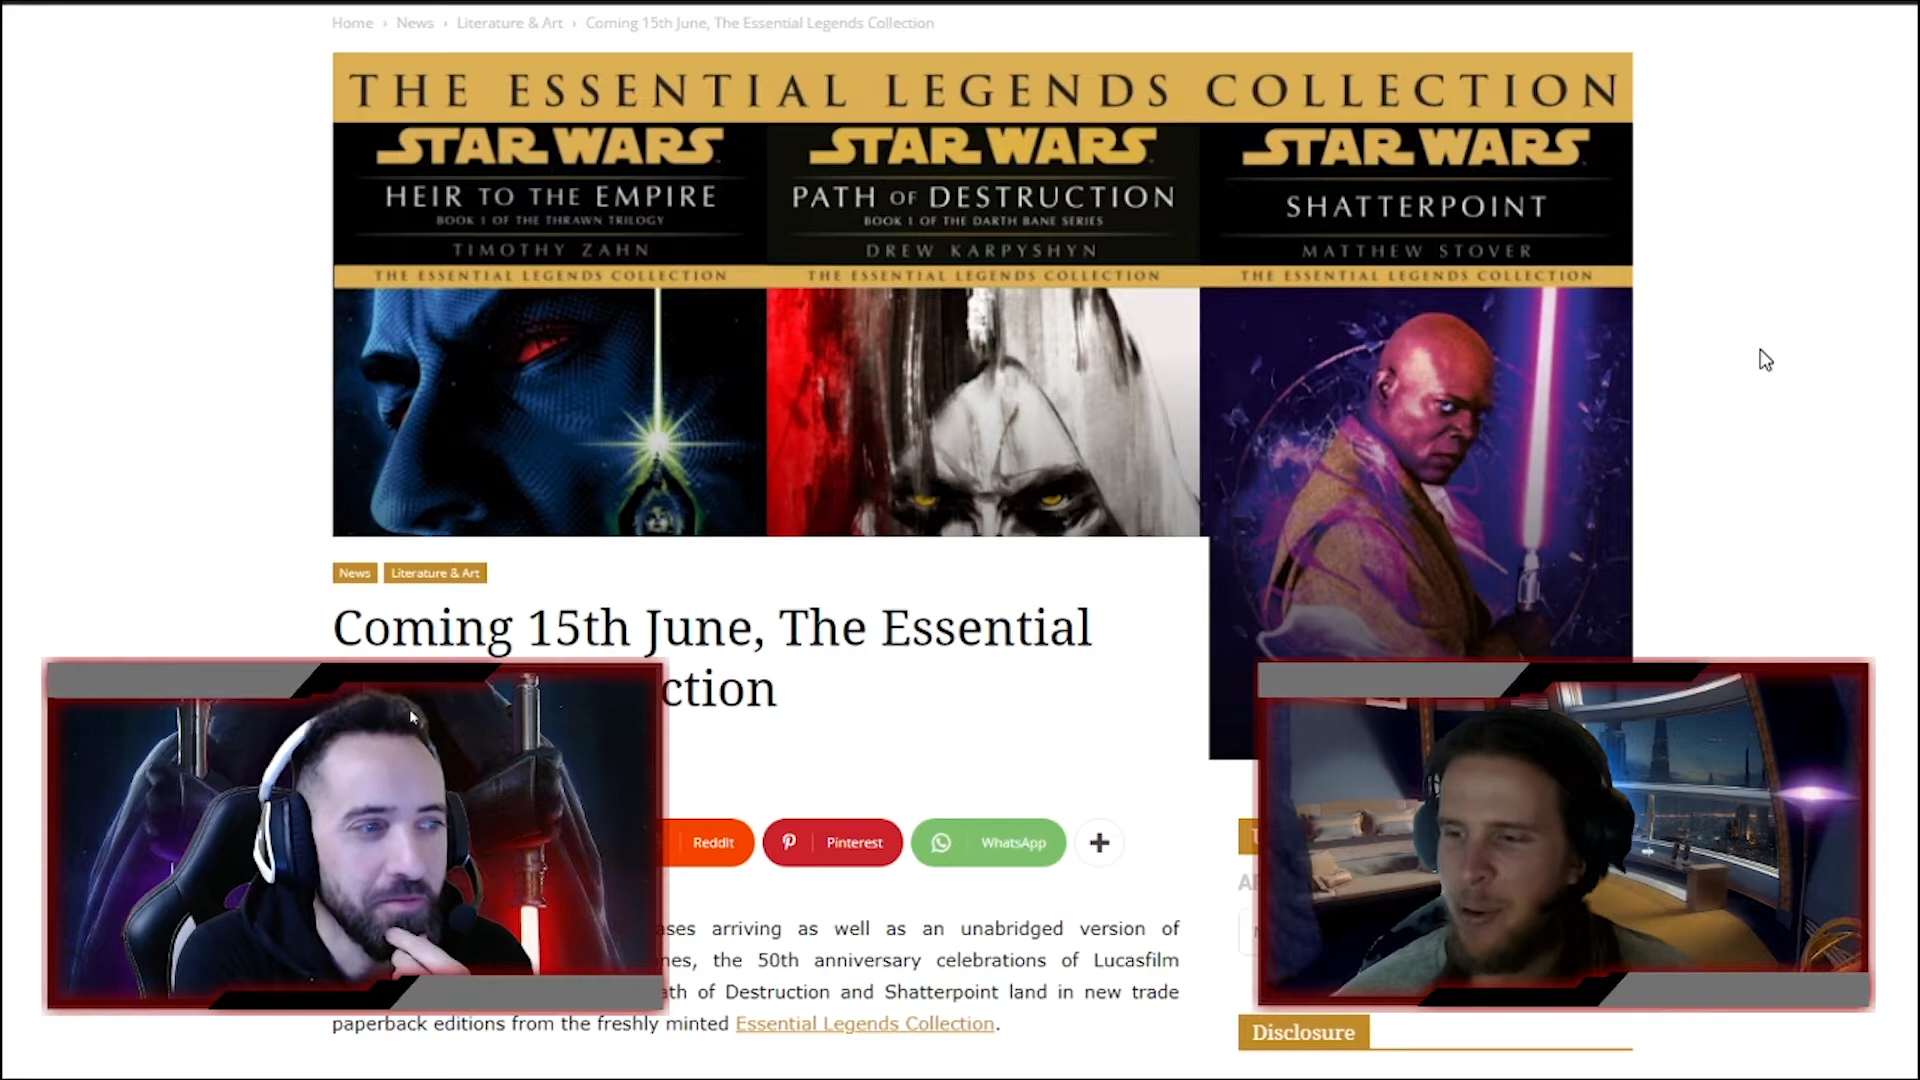 Home › News › Literature & Art › Coming 15th June, The Essential Legends Collection
THE ESSENTIAL LEGENDS COLLECTION
STAR WARS
HEIR TO THE EMPIRE
BOOK 1 OF THE THRAWN TRILOGY
TIMOTHY ZAHN
THE ESSENTIAL LEGENDS COLLECTION
STAR WARS
PATH OF DESTRUCTION
BOOK 1 OF THE DARTH BANE SERIES
DREW KARPYSHYN
THE ESSENTIAL LEGENDS COLLECTION
STAR WARS
SHATTERPOINT
MATTHEW STOVER
THE ESSENTIAL LEGENDS COLLECTION
News
Literature & Art
Coming 15th June, The Essential
ction
ReddIt
Pinterest
WhatsApp
ases arriving as well as an unabridged version of
nes, the 50th anniversary celebrations of Lucasfilm
ath of Destruction and Shatterpoint land in new trade
paperback editions from the freshly minted Essential Legends Collection.
Disclosure